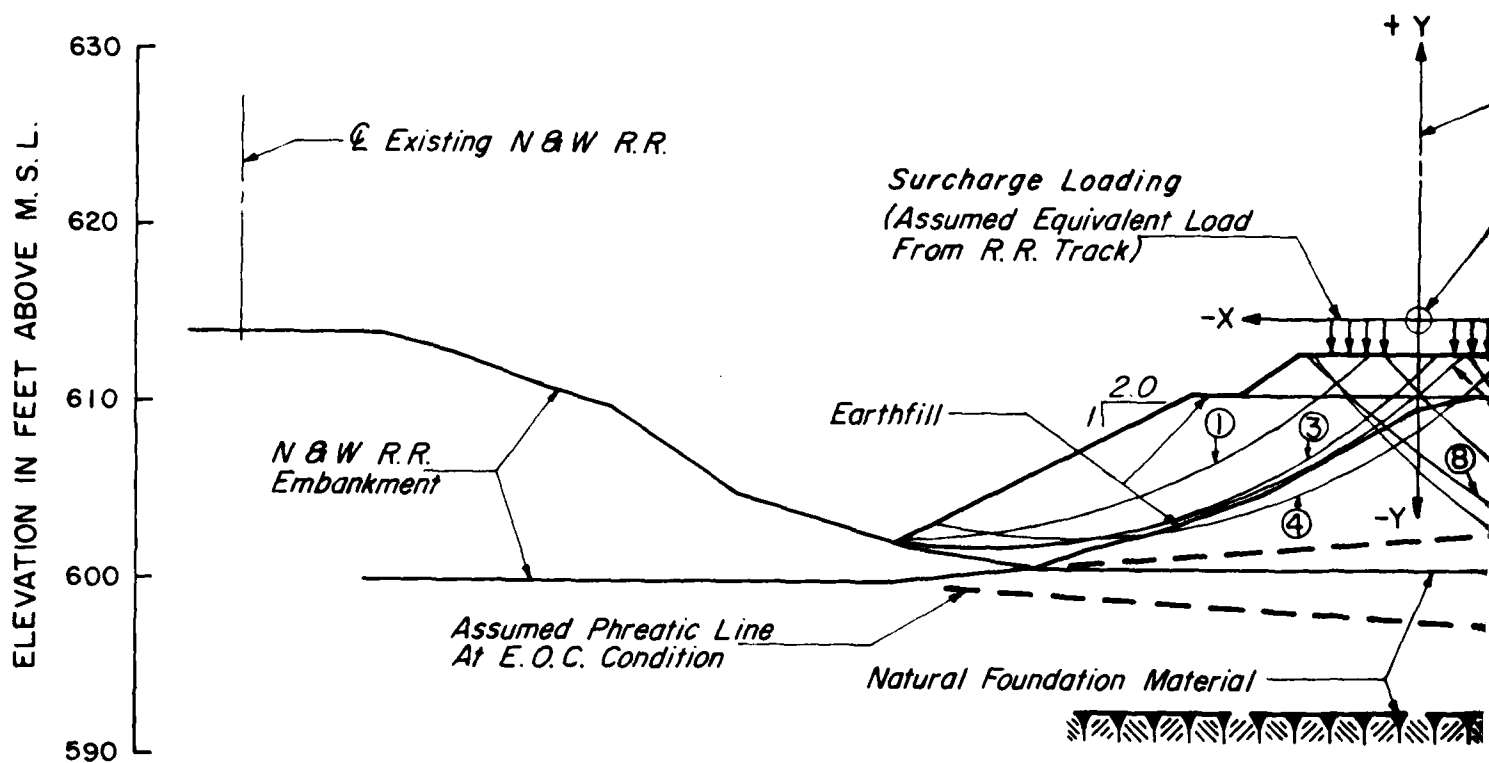 + Y
630
℄ Existing N & W R.R.
Surcharge Loading
(Assumed Equivalent Load
From R.R. Track)
620
-X
2.0
1
610
Earthfill
①
③
⑧
N & W R.R.
Embankment
④
-Y
600
Assumed Phreatic Line
At E.O.C. Condition
Natural Foundation Material
590
ELEVATION IN FEET ABOVE M.S.L.